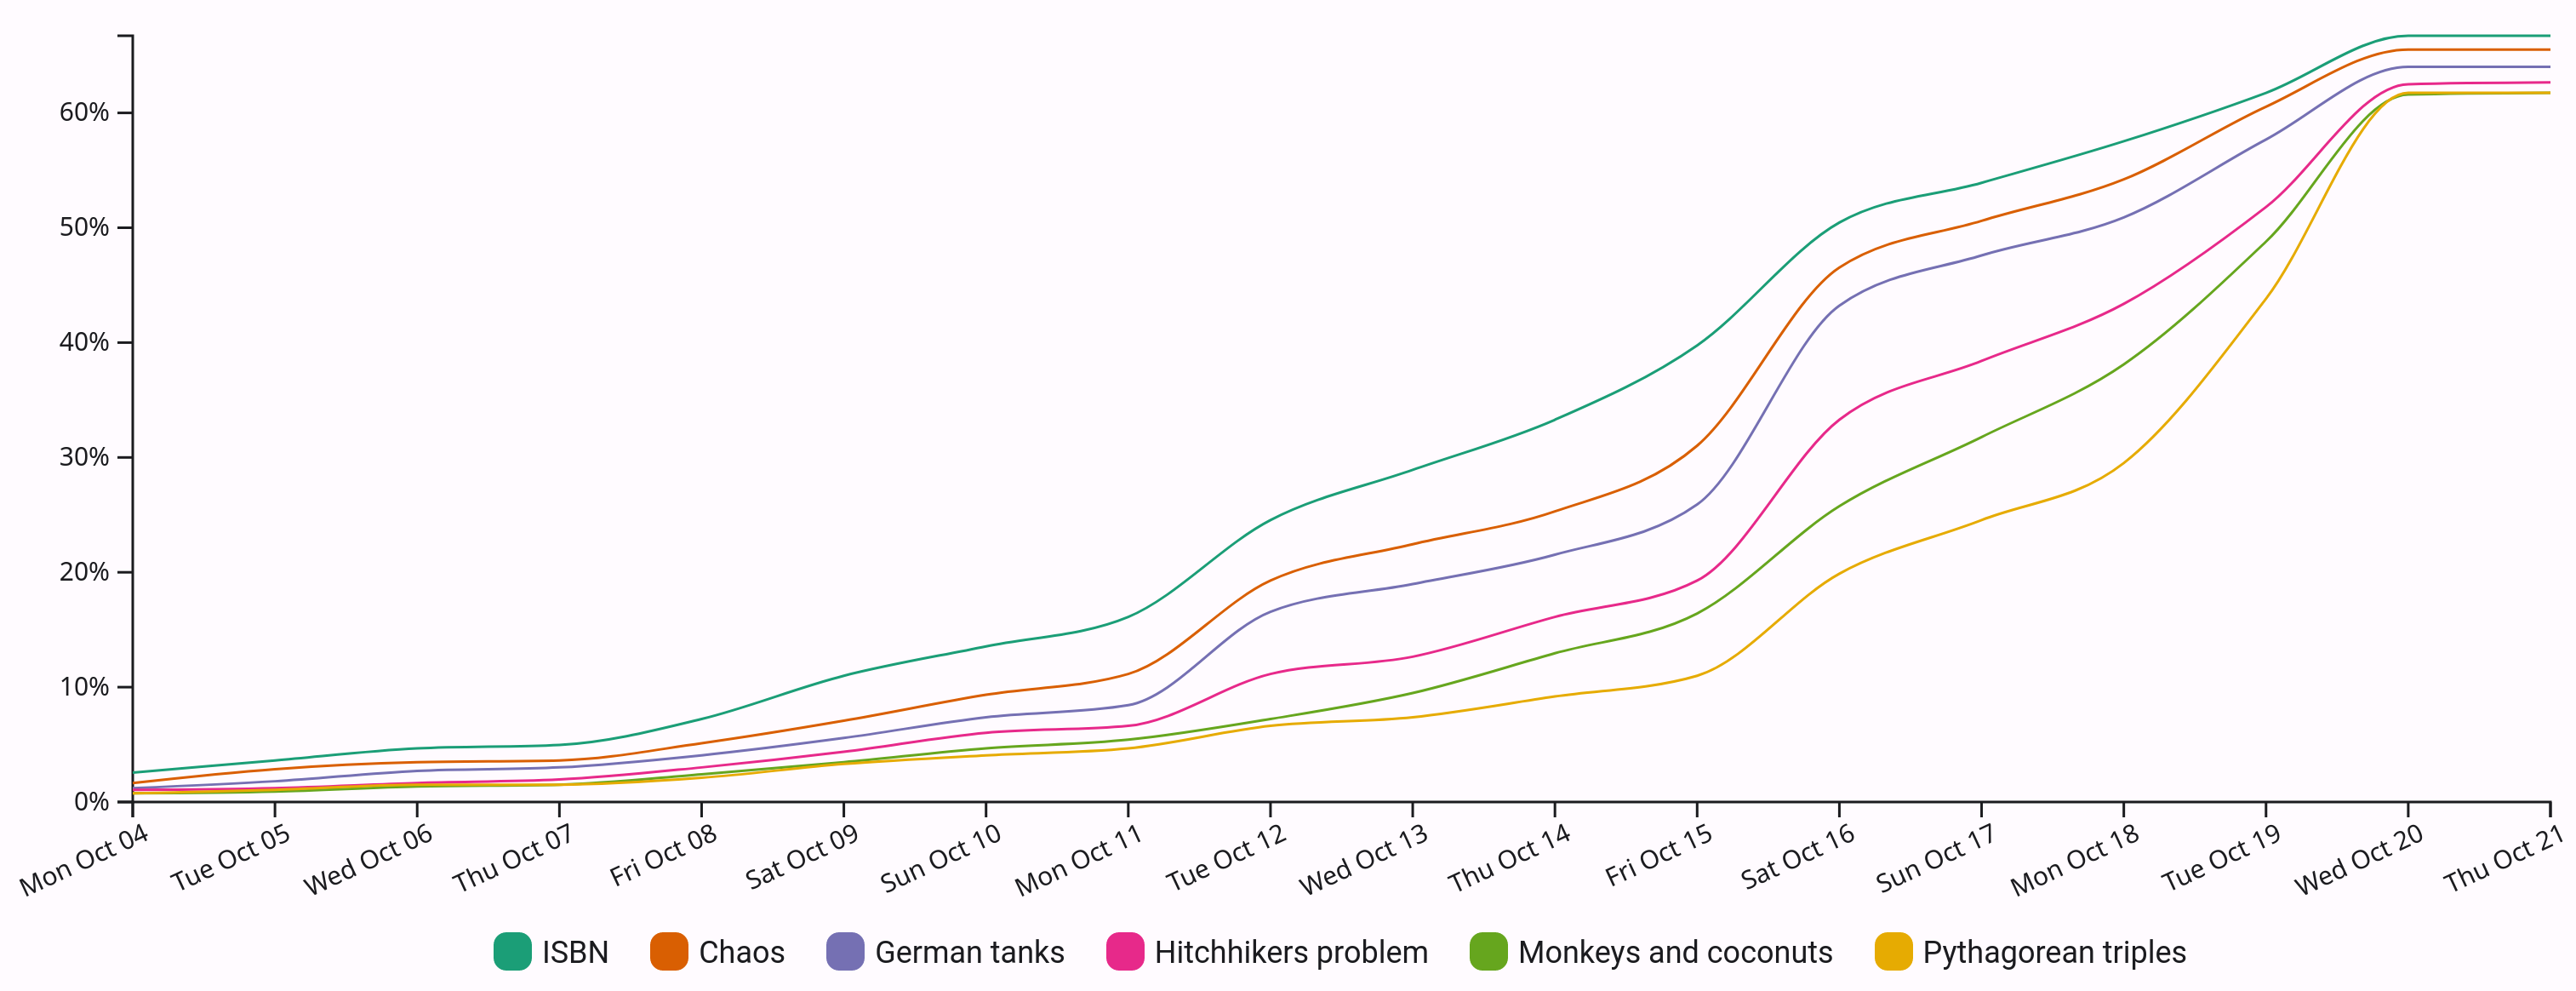 60%
50%
40%
30%
20%
10%
0%
Mon Oct 04
Tue Oct 05
Wed Oct 06
Thu Oct 07
Fri Oct 08
Sat Oct 09
Sun Oct 10
Mon Oct 11
Tue Oct 12
Wed Oct 13
Thu Oct 14
Fri Oct 15
Sat Oct 16
Sun Oct 17
Mon Oct 18
Tue Oct 19
Wed Oct 20
Thu Oct 21
ISBN Chaos German tanks Hitchhikers problem Monkeys and coconuts Pythagorean triples